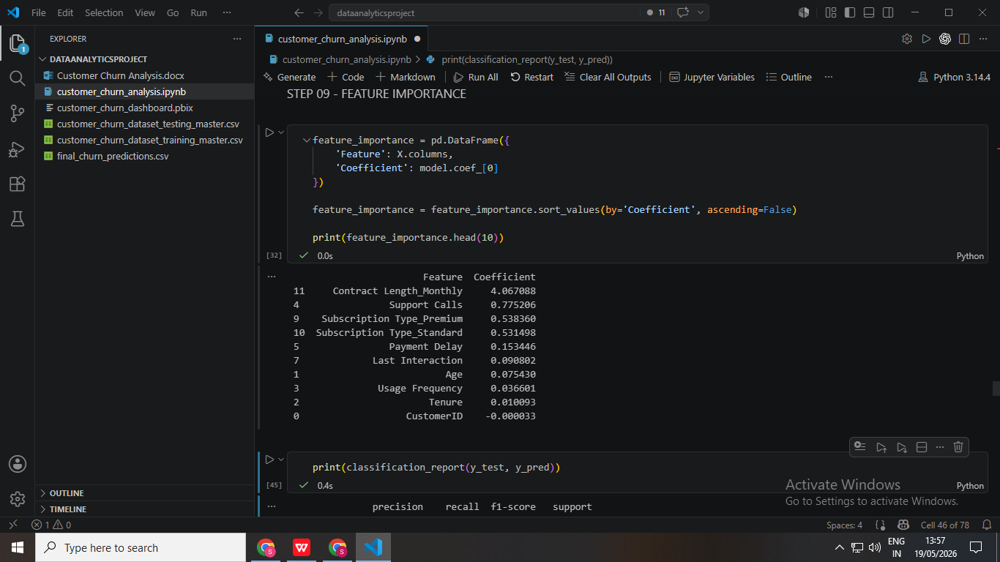 File Edit Selection View Go Run ···
dataanalyticsproject
11
EXPLORER ···
DATAANALYTICSPROJECT
Customer Churn Analysis.docx
customer_churn_analysis.ipynb
customer_churn_dashboard.pbix
customer_churn_dataset_testing_master.csv
customer_churn_dataset_training_master.csv
final_churn_predictions.csv
OUTLINE
TIMELINE
1
customer_churn_analysis.ipynb
customer_churn_analysis.ipynb > print(classification_report(y_test, y_pred))
Generate + Code + Markdown Run All Restart Clear All Outputs Jupyter Variables Outline ··· Python 3.14.4
STEP 09 - FEATURE IMPORTANCE
feature_importance = pd.DataFrame({
'Feature': X.columns,
'Coefficient': model.coef_[0]
})
feature_importance = feature_importance.sort_values(by='Coefficient', ascending=False)
print(feature_importance.head(10))
[32] 0.0s Python
Feature Coefficient
11 Contract Length_Monthly 4.067088
4 Support Calls 0.775206
9 Subscription Type_Premium 0.538360
10 Subscription Type_Standard 0.531498
5 Payment Delay 0.153446
7 Last Interaction 0.090802
1 Age 0.075430
3 Usage Frequency 0.036601
2 Tenure 0.010093
0 CustomerID -0.000033
print(classification_report(y_test, y_pred))
[45] 0.4s Python
precision recall f1-score support
Activate Windows
Go to Settings to activate Windows.
1 0 Spaces: 4 Cell 46 of 78
Type here to search
S
W
S
ENG
IN
13:57
19/05/2026